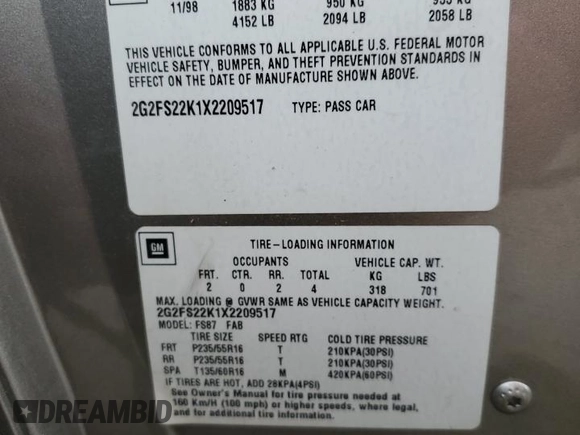 11/98 1883 KG 950 KG 933 KG
4152 LB 2094 LB 2058 LB
THIS VEHICLE CONFORMS TO ALL APPLICABLE U.S. FEDERAL MOTOR
VEHICLE SAFETY, BUMPER, AND THEFT PREVENTION STANDARDS IN
EFFECT ON THE DATE OF MANUFACTURE SHOWN ABOVE.
2G2FS22K1X2209517 TYPE: PASS CAR
GM
TIRE-LOADING INFORMATION
OCCUPANTS VEHICLE CAP. WT.
FRT. CTR. RR. TOTAL KG LBS
2 0 2 4 318 701
MAX. LOADING @ GVWR SAME AS VEHICLE CAPACITY WEIGHT.
2G2FS22K1X2209517
MODEL: FS87 FAB
TIRE SIZE SPEED RTG COLD TIRE PRESSURE
FRT P235/55R16 T 210KPA(30PSI)
RR P235/55R16 T 210KPA(30PSI)
SPA T135/60R16 M 420KPA(60PSI)
IF TIRES ARE HOT, ADD 28KPA(4PSI)
See Owner's Manual for tire pressure needed at
160 Km/H (100 mph) or higher speeds, where legal,
and for additional tire information.
DREAMBID